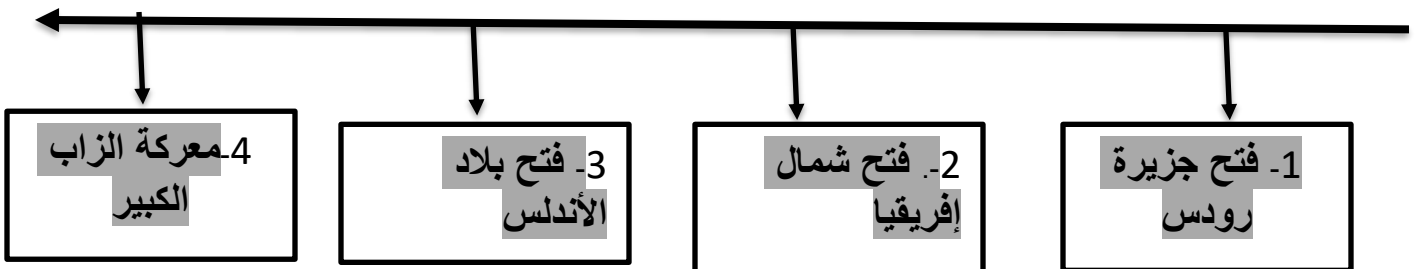 1- فتح جزيرة
رودس
2-. فتح شمال
إفريقيا
3- فتح بلاد
الأندلس
4-معركة الزاب
الكبير